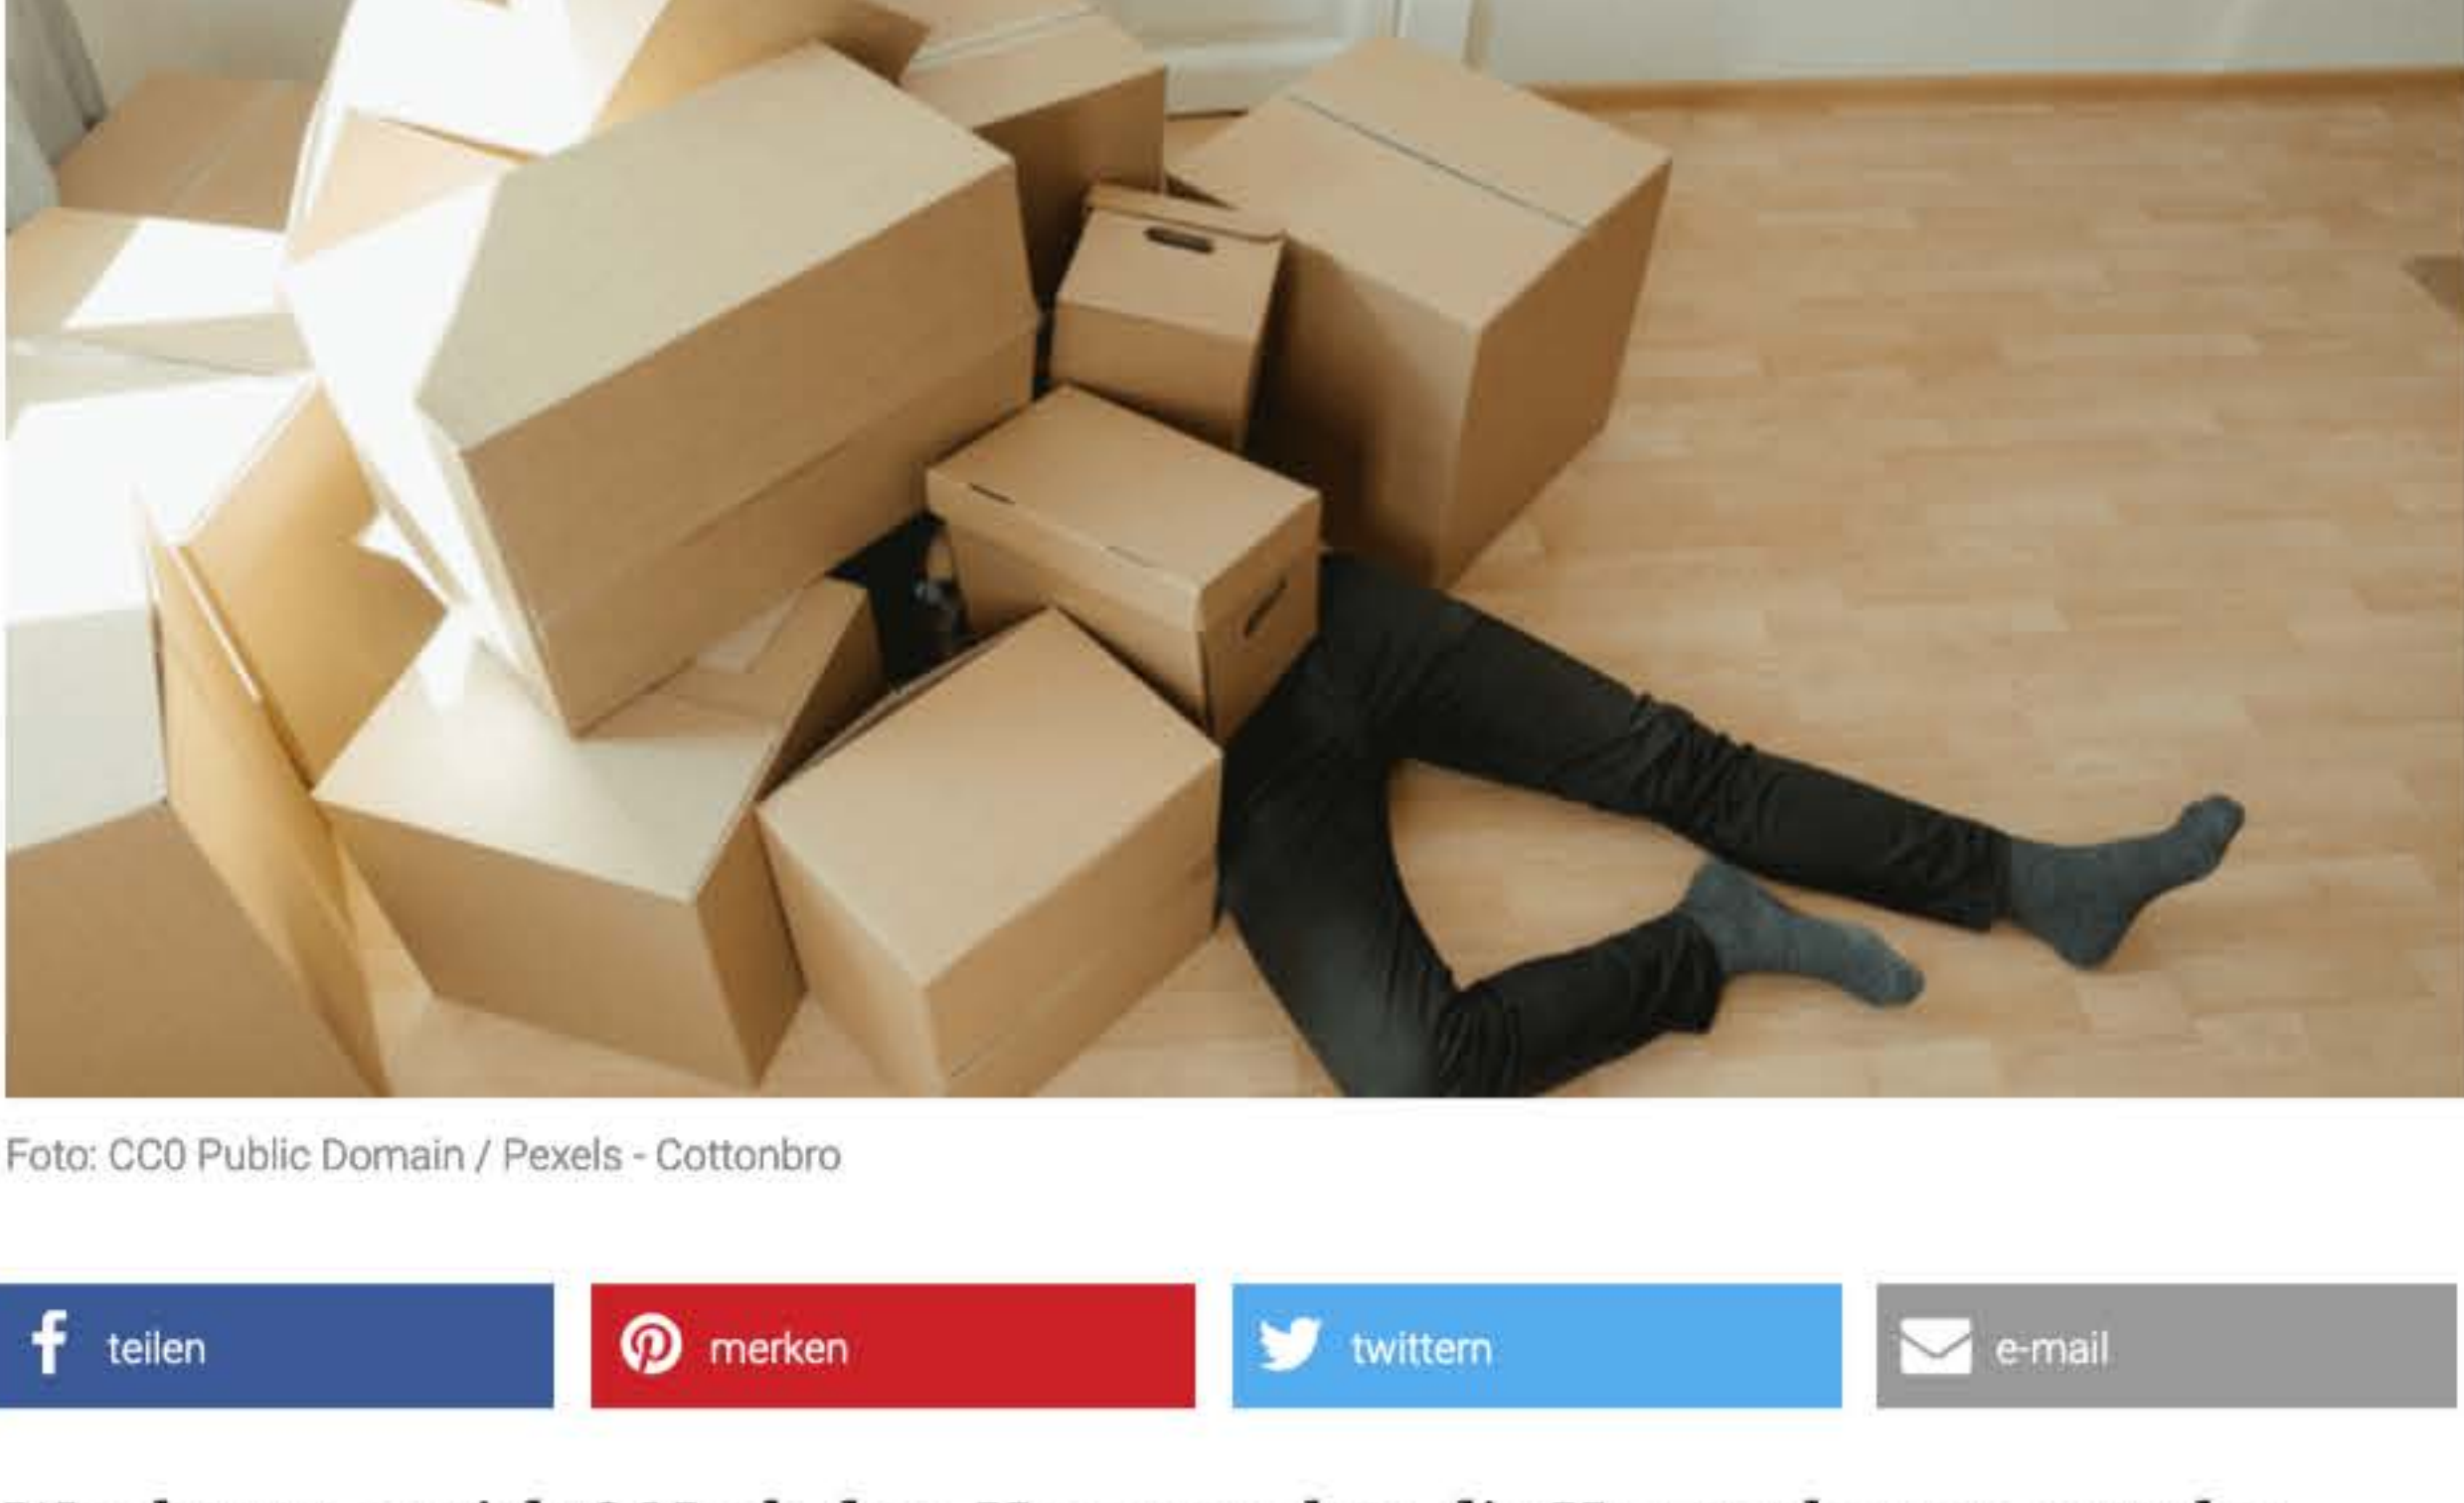 Foto: CC0 Public Domain / Pexels - Cottonbro
teilen
merken
twittern
e-mail